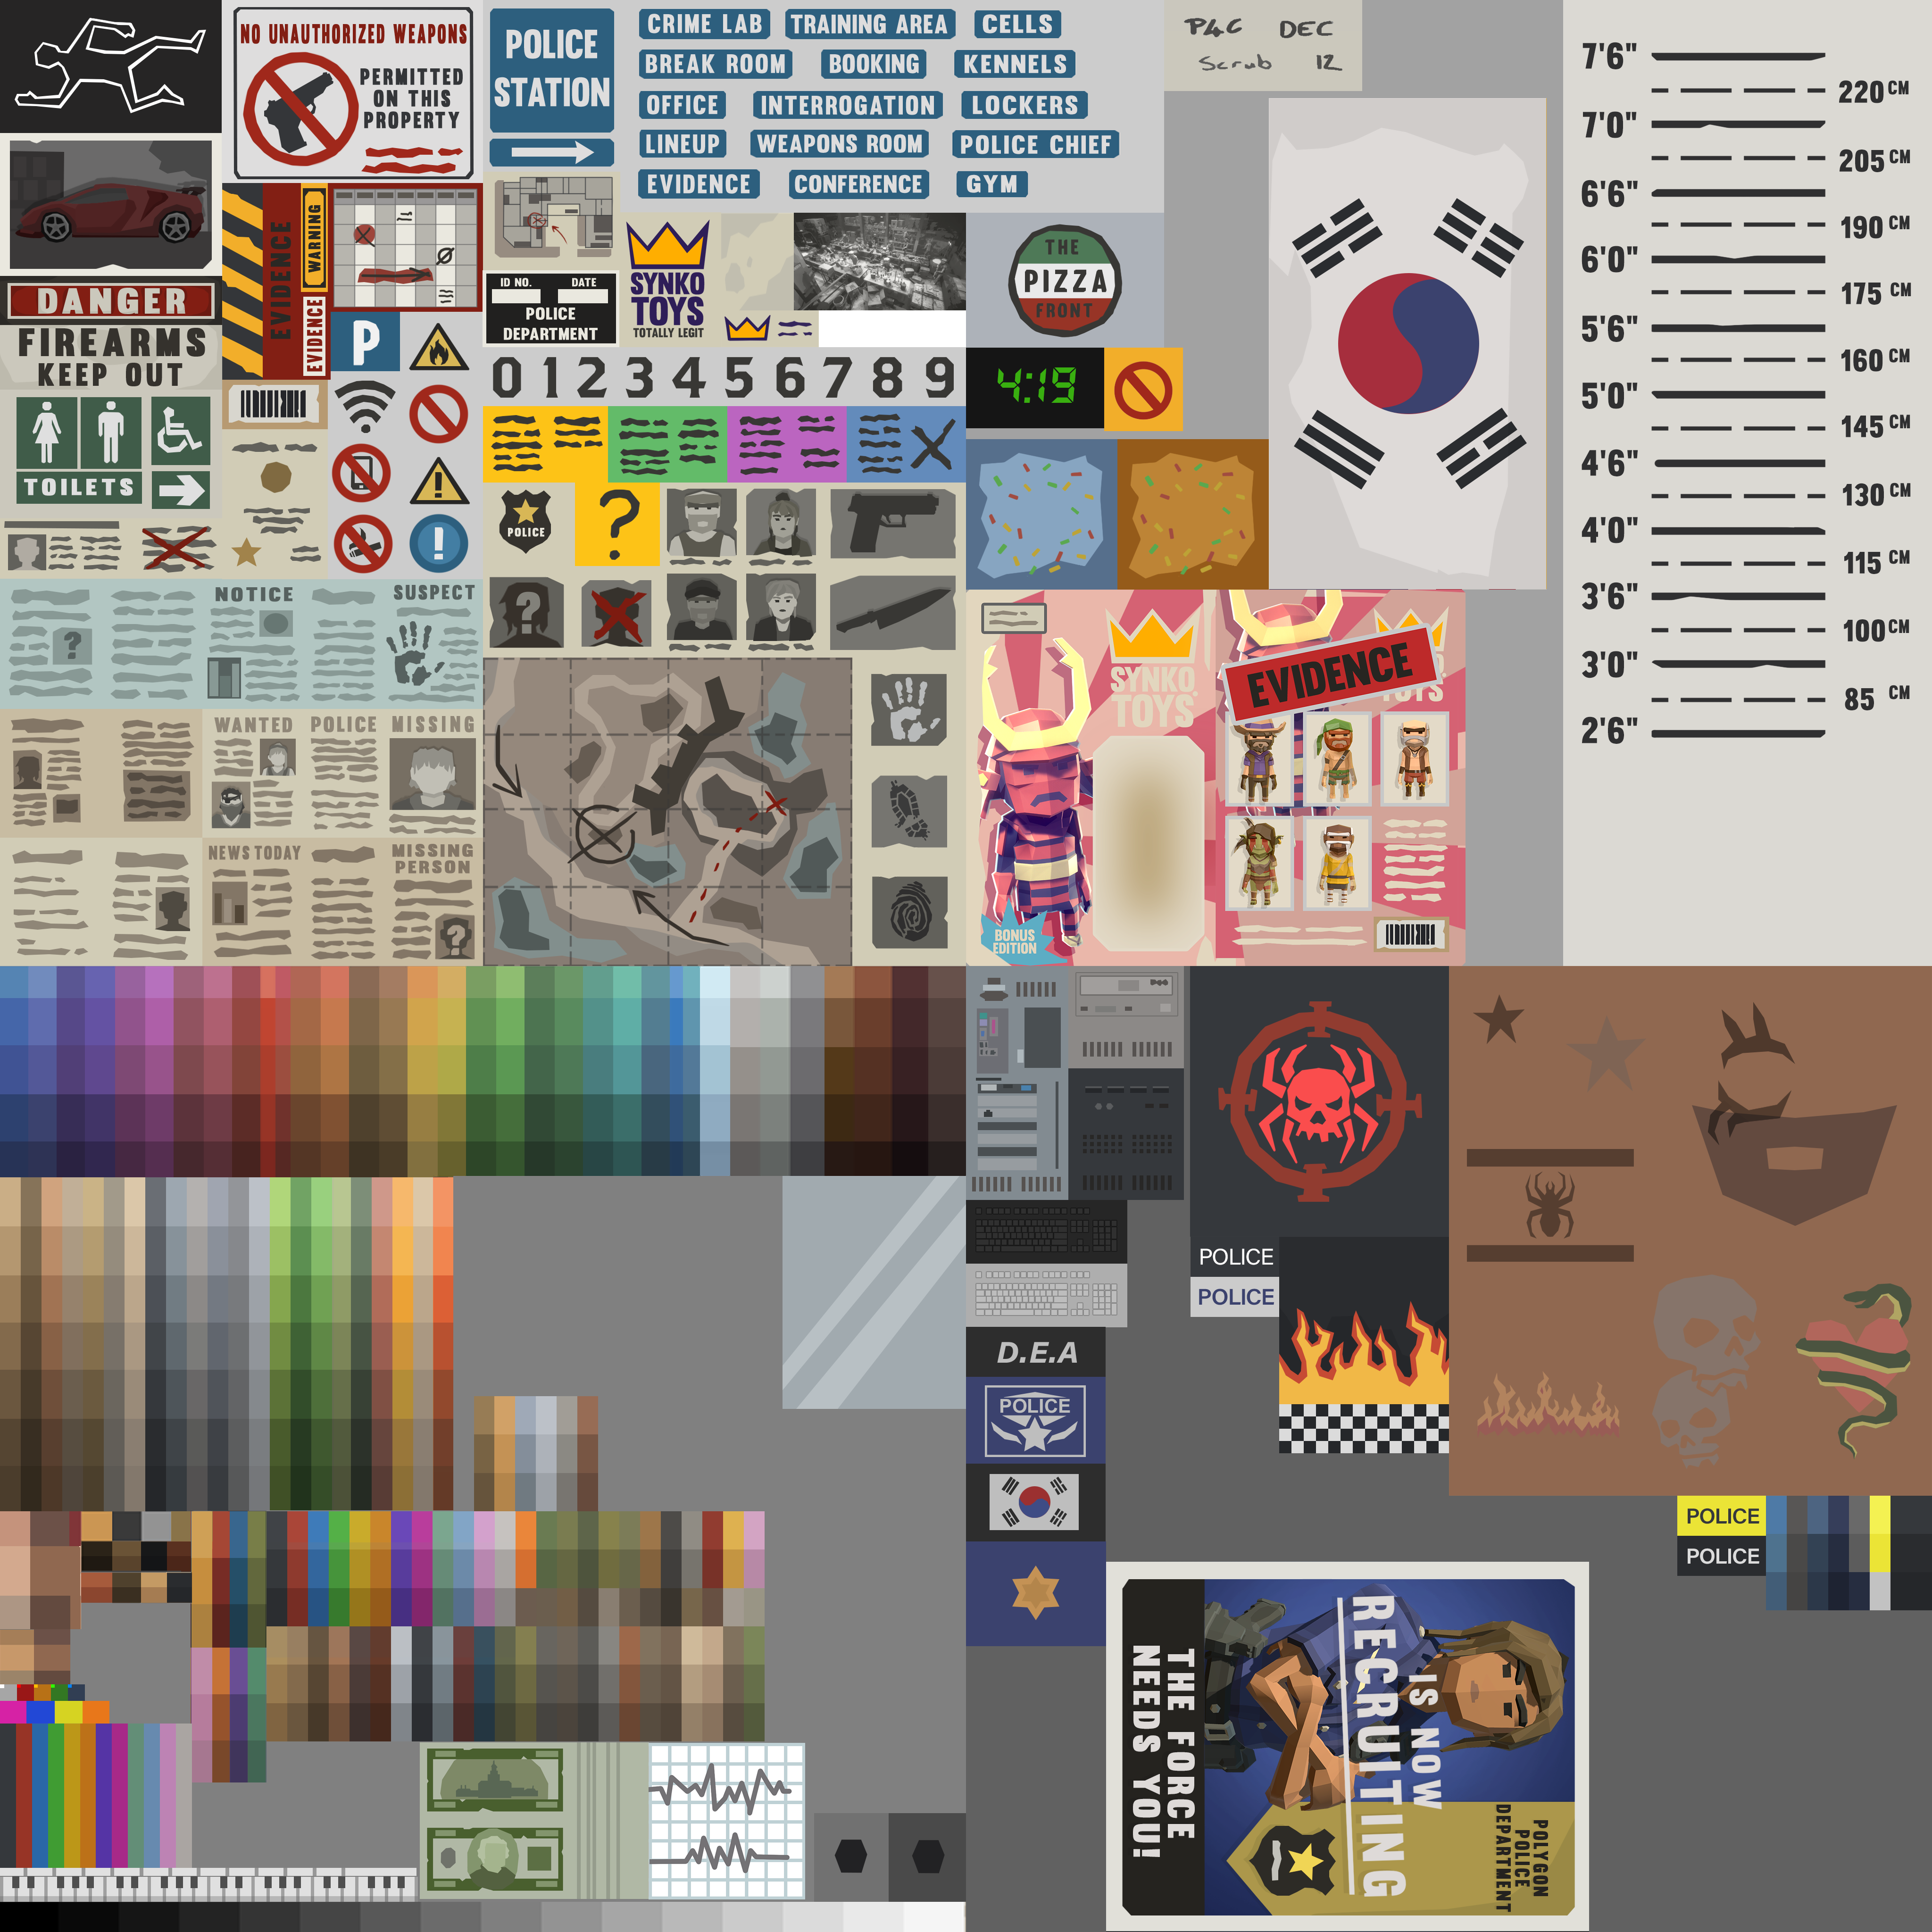 NO UNAUTHORIZED WEAPONS
PERMITTED
ON THIS
PROPERTY
POLICE
STATION
CRIME LAB
TRAINING AREA
CELLS
BREAK ROOM
BOOKING
KENNELS
OFFICE
INTERROGATION
LOCKERS
LINEUP
WEAPONS ROOM
POLICE CHIEF
EVIDENCE
CONFERENCE
GYM
P46 DEC
Scrub 12
7'6"
220 CM
7'0"
205 CM
6'6"
190 CM
6'0"
175 CM
5'6"
160 CM
5'0"
145 CM
4'6"
130 CM
4'0"
115 CM
3'6"
100 CM
3'0"
85 CM
2'6"
EVIDENCE
WARNING
EVIDENCE
DANGER
FIREARMS
KEEP OUT
TOILETS
P
ID NO. DATE
POLICE
DEPARTMENT
SYNKO
TOYS
TOTALLY LEGIT
THE
PIZZA
FRONT
4:19
0 1 2 3 4 5 6 7 8 9
POLICE
?
?
!
!
NOTICE
SUSPECT
?
WANTED
POLICE
MISSING
NEWS TODAY
MISSING
PERSON
?
SYNKO
TOYS
BONUS
EDITION
EVIDENCE
POLICE
POLICE
D.E.A
POLICE
POLICE
POLICE
POLYGON
POLICE
DEPARTMENT
IS NOW
RECRUITING
THE FORCE
NEEDS YOU!